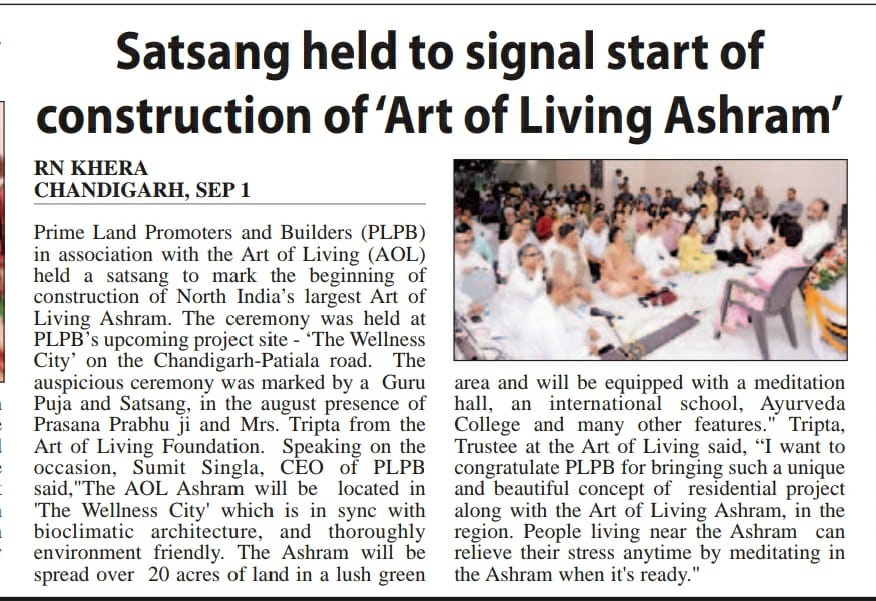 Satsang held to signal start of
construction of 'Art of Living Ashram'
RN KHERA
CHANDIGARH, SEP 1
Prime Land Promoters and Builders (PLPB)
in association with the Art of Living (AOL)
held a satsang to mark the beginning of
construction of North India's largest Art of
Living Ashram. The ceremony was held at
PLPB's upcoming project site - 'The Wellness
City' on the Chandigarh-Patiala road. The
auspicious ceremony was marked by a Guru
Puja and Satsang, in the august presence of
Prasana Prabhu ji and Mrs. Tripta from the
Art of Living Foundation. Speaking on the
occasion, Sumit Singla, CEO of PLPB
said,"The AOL Ashram will be located in
'The Wellness City' which is in sync with
bioclimatic architecture, and thoroughly
environment friendly. The Ashram will be
spread over 20 acres of land in a lush green
area and will be equipped with a meditation
hall, an international school, Ayurveda
College and many other features." Tripta,
Trustee at the Art of Living said, “I want to
congratulate PLPB for bringing such a unique
and beautiful concept of residential project
along with the Art of Living Ashram, in the
region. People living near the Ashram can
relieve their stress anytime by meditating in
the Ashram when it's ready."